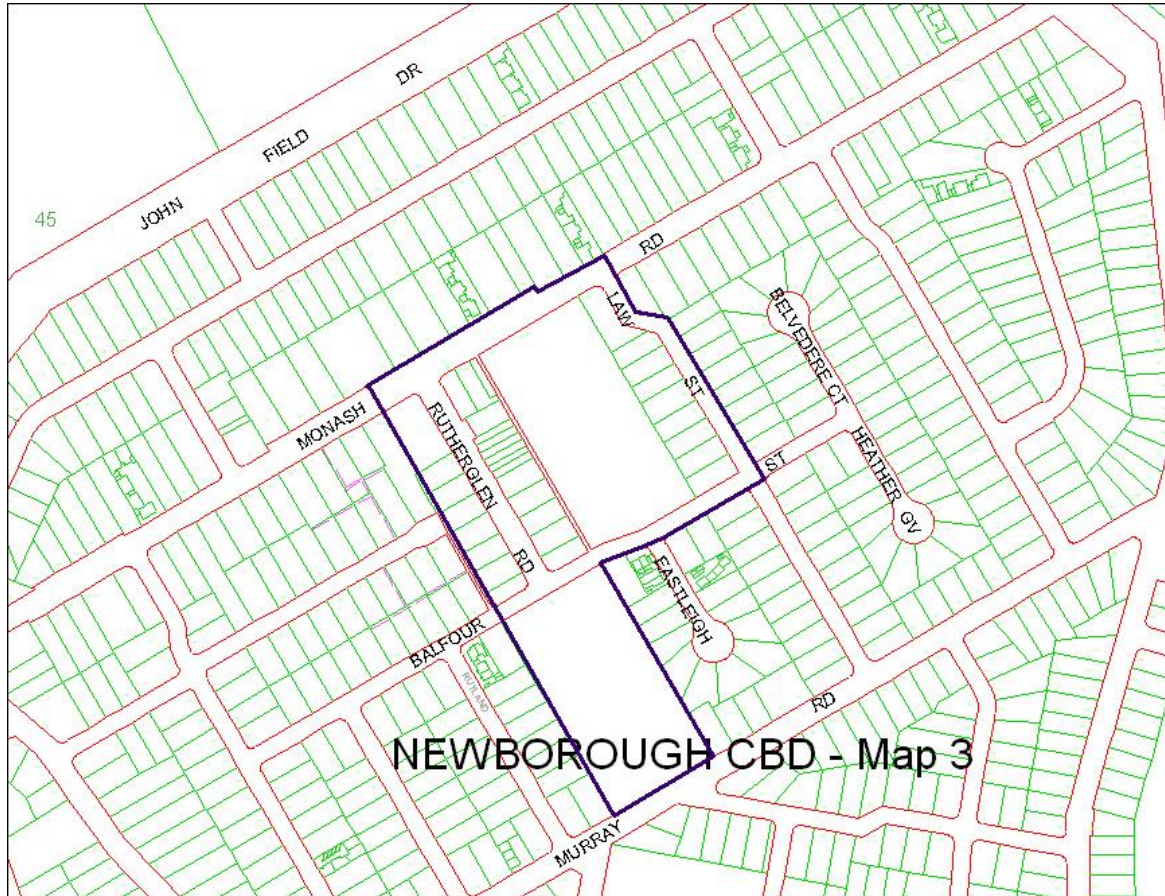 DR
FIELD
JOHN
45
RD
LAW
ST
BELVEDERE CT
MONASH
RUTHERGLEN
RD
HEATHER GV
ST
EASTLEIGH
BALFOUR
RUTLAND
RD
NEWBOROUGH CBD - Map 3
MURRAY